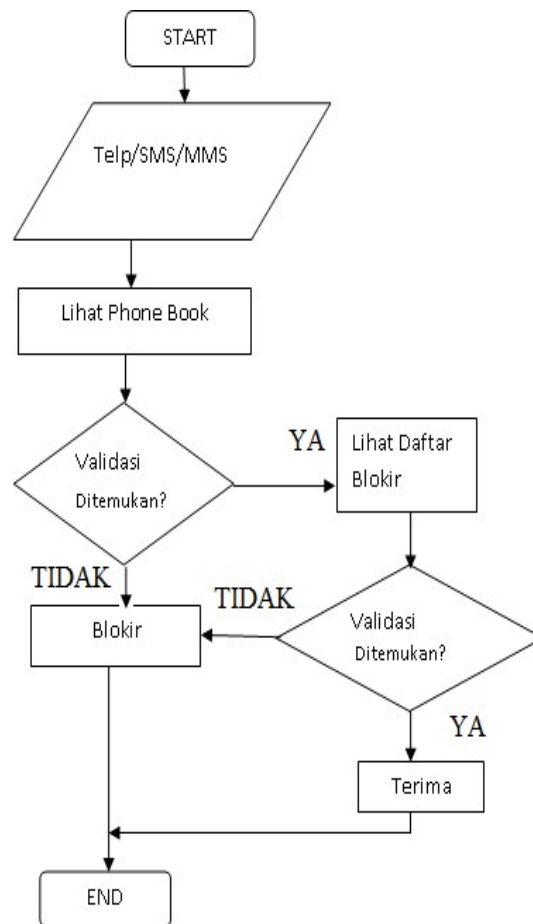 START
Telp/SMS/MMS
Lihat Phone Book
Validasi
Ditemukan?
YA
Lihat Daftar
Blokir
TIDAK
Blokir
TIDAK
Validasi
Ditemukan?
YA
Terima
END